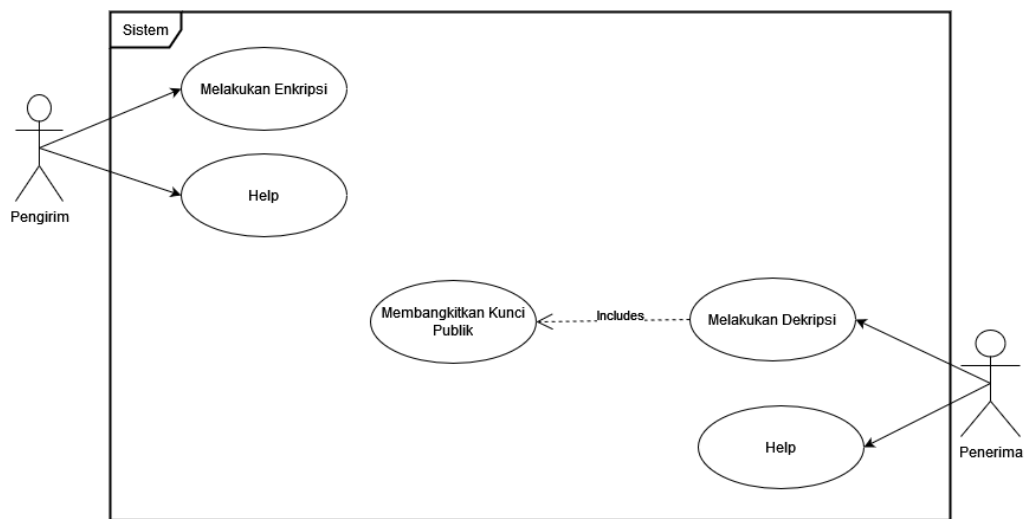 Sistem
Melakukan Enkripsi
Help
Pengirim
Membangkitkan Kunci
Publik
Includes
Melakukan Dekripsi
Help
Penerima